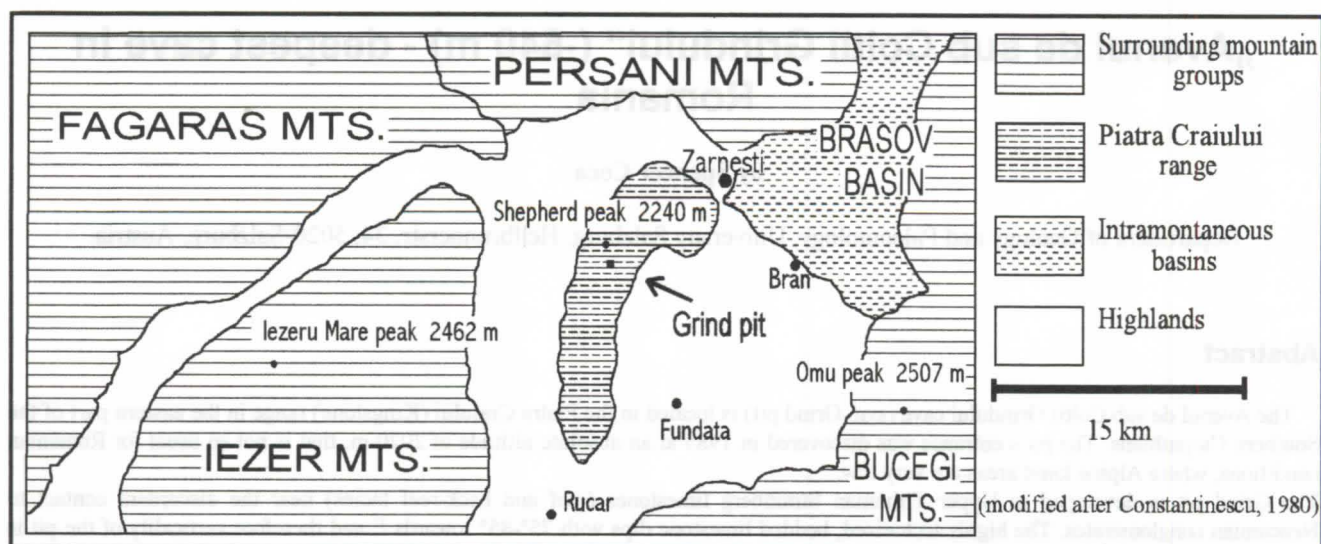 PERSANI MTS.
FAGARAS MTS.
BRASOV
BASIN
Zarnesti
Shepherd peak 2240 m
Bran
Grind pit
Iezeru Mare peak 2462 m
Omu peak 2507 m
Fundata
IEZER MTS.
BUCEGI
MTS.
Rucar
Surrounding mountain
groups
Piatra Craiului
range
Intramontaneous
basins
Highlands
15 km
(modified after Constantinescu, 1980)